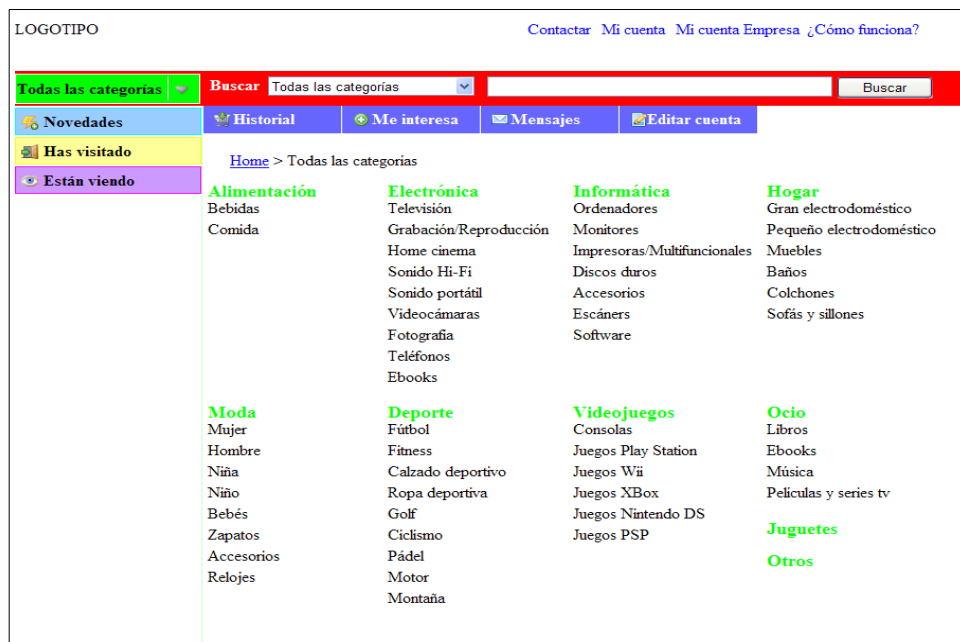 LOGOTIPO
Contactar Mi cuenta Mi cuenta Empresa ¿Cómo funciona?
Todas las categorías
Buscar Todas las categorías Buscar
Novedades
Has visitado
Están viendo
Historial Me interesa Mensajes Editar cuenta
Home > Todas las categorias
Alimentación
Bebidas
Comida
Electrónica
Televisión
Grabación/Reproducción
Home cinema
Sonido Hi-Fi
Sonido portátil
Videocámaras
Fotografia
Teléfonos
Ebooks
Informática
Ordenadores
Monitores
Impresoras/Multifuncionales
Discos duros
Accesorios
Escáners
Software
Hogar
Gran electrodoméstico
Pequeño electrodoméstico
Muebles
Baños
Colchones
Sofás y sillones
Moda
Mujer
Hombre
Niña
Niño
Bebés
Zapatos
Accesorios
Relojes
Deporte
Fútbol
Fitness
Calzado deportivo
Ropa deportiva
Golf
Ciclismo
Pádel
Motor
Montaña
Videojuegos
Consolas
Juegos Play Station
Juegos Wii
Juegos XBox
Juegos Nintendo DS
Juegos PSP
Ocio
Libros
Ebooks
Música
Peliculas y series tv
Juguetes
Otros